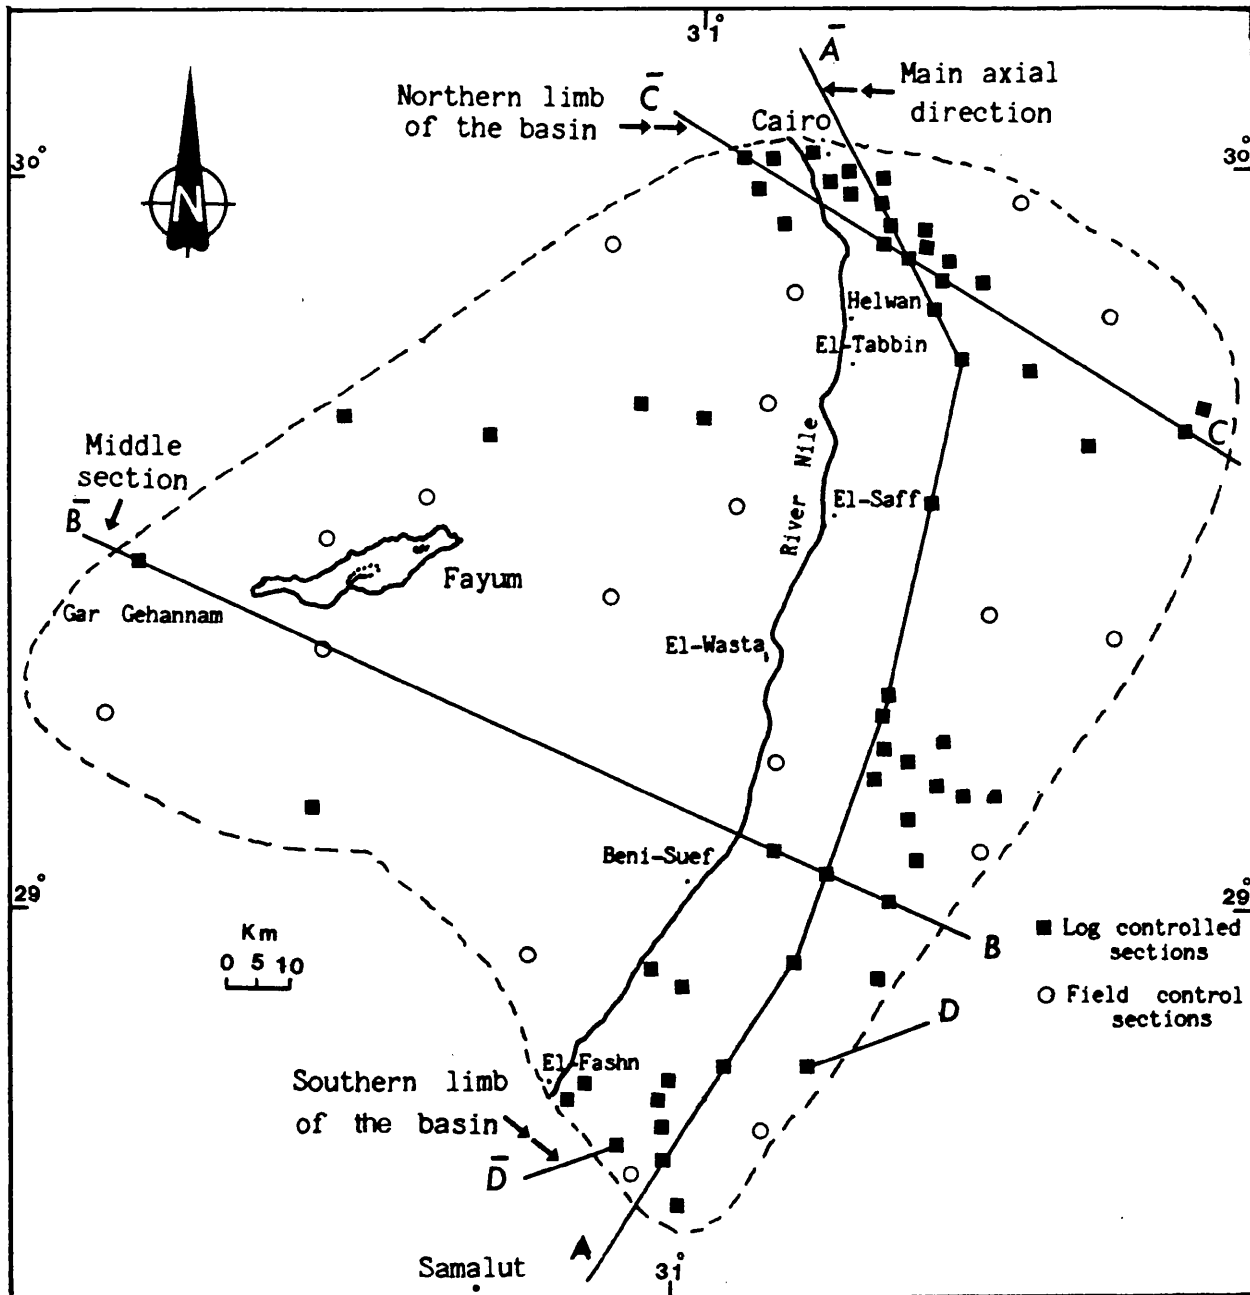 31°
A̅
Main axial
direction
Northern limb
of the basin
C̅
Cairo
30°
30°
N
Helwan
El-Tabbin
River Nile
C'
Middle
section
B̅
El-Saff
Fayum
Gar Gehannam
El-Wasta
Beni-Suef
29°
29°
Km
0 5 10
B
Log controlled
sections
Field control
sections
D
El-Fashn
Southern limb
of the basin
D̅
A
Samalut
31°